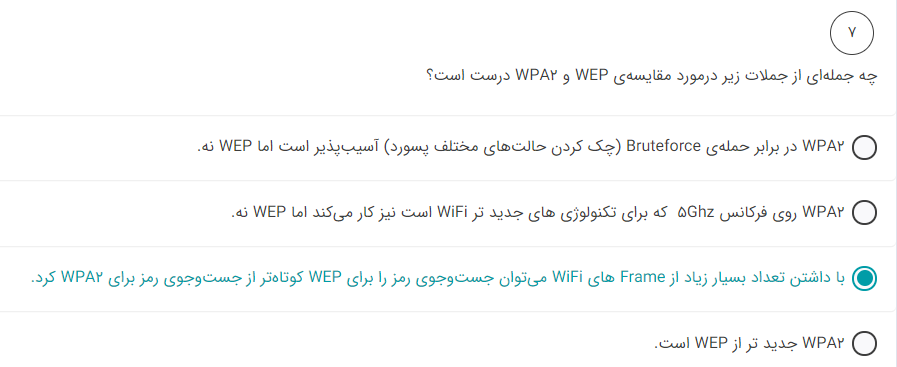 ۷
چه جمله‌ای از جملات زیر درمورد مقایسه‌ی WEP و WPA۲ درست است؟
WPA۲ در برابر حمله‌ی Bruteforce (چک کردن حالت‌های مختلف پسورد) آسیب‌پذیر است اما WEP نه.
WPA۲ روی فرکانس ۵Ghz که برای تکنولوژی های جدید تر WiFi است نیز کار می‌کند اما WEP نه.
با داشتن تعداد بسیار زیاد از Frame های WiFi می‌توان جست‌وجوی رمز را برای WEP کوتاه‌تر از جست‌وجوی رمز برای WPA۲ کرد.
WPA۲ جدید تر از WEP است.